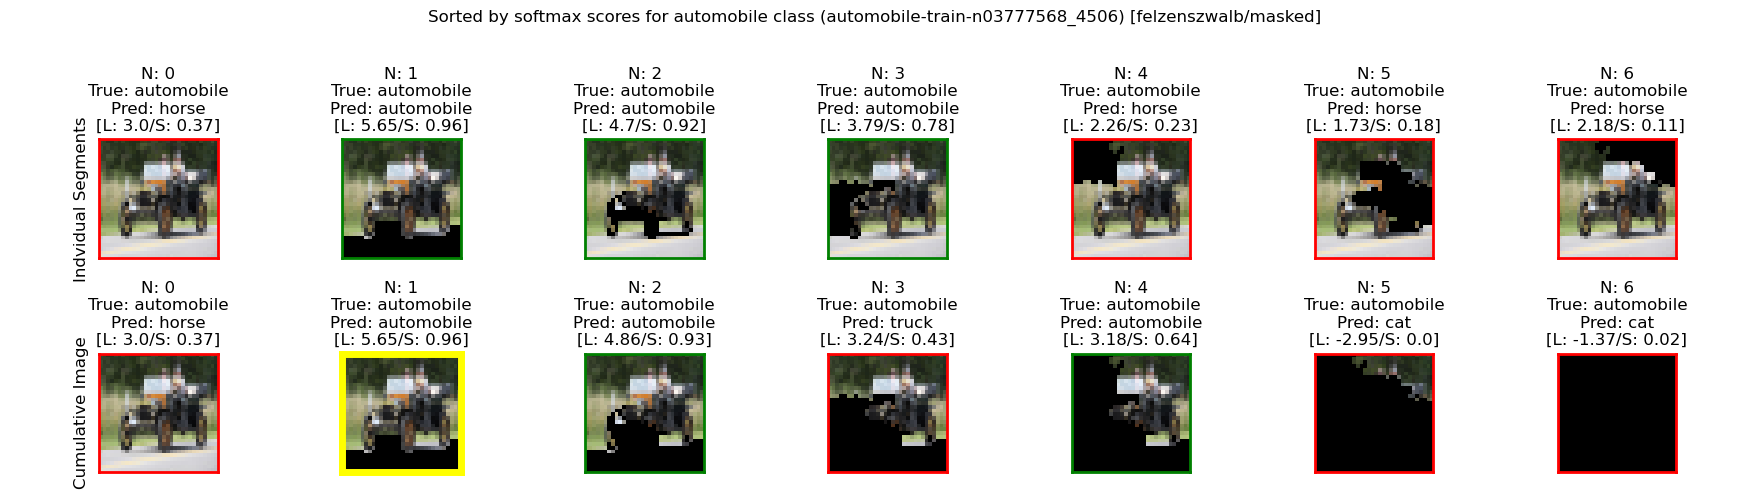 Sorted by softmax scores for automobile class (automobile-train-n03777568_4506) [felzenszwalb/masked]
Indvidual Segments
N: 0
True: automobile
Pred: horse
[L: 3.0/S: 0.37]
N: 1
True: automobile
Pred: automobile
[L: 5.65/S: 0.96]
N: 2
True: automobile
Pred: automobile
[L: 4.7/S: 0.92]
N: 3
True: automobile
Pred: automobile
[L: 3.79/S: 0.78]
N: 4
True: automobile
Pred: horse
[L: 2.26/S: 0.23]
N: 5
True: automobile
Pred: horse
[L: 1.73/S: 0.18]
N: 6
True: automobile
Pred: horse
[L: 2.18/S: 0.11]
Cumulative Image
N: 0
True: automobile
Pred: horse
[L: 3.0/S: 0.37]
N: 1
True: automobile
Pred: automobile
[L: 5.65/S: 0.96]
N: 2
True: automobile
Pred: automobile
[L: 4.86/S: 0.93]
N: 3
True: automobile
Pred: truck
[L: 3.24/S: 0.43]
N: 4
True: automobile
Pred: automobile
[L: 3.18/S: 0.64]
N: 5
True: automobile
Pred: cat
[L: -2.95/S: 0.0]
N: 6
True: automobile
Pred: cat
[L: -1.37/S: 0.02]